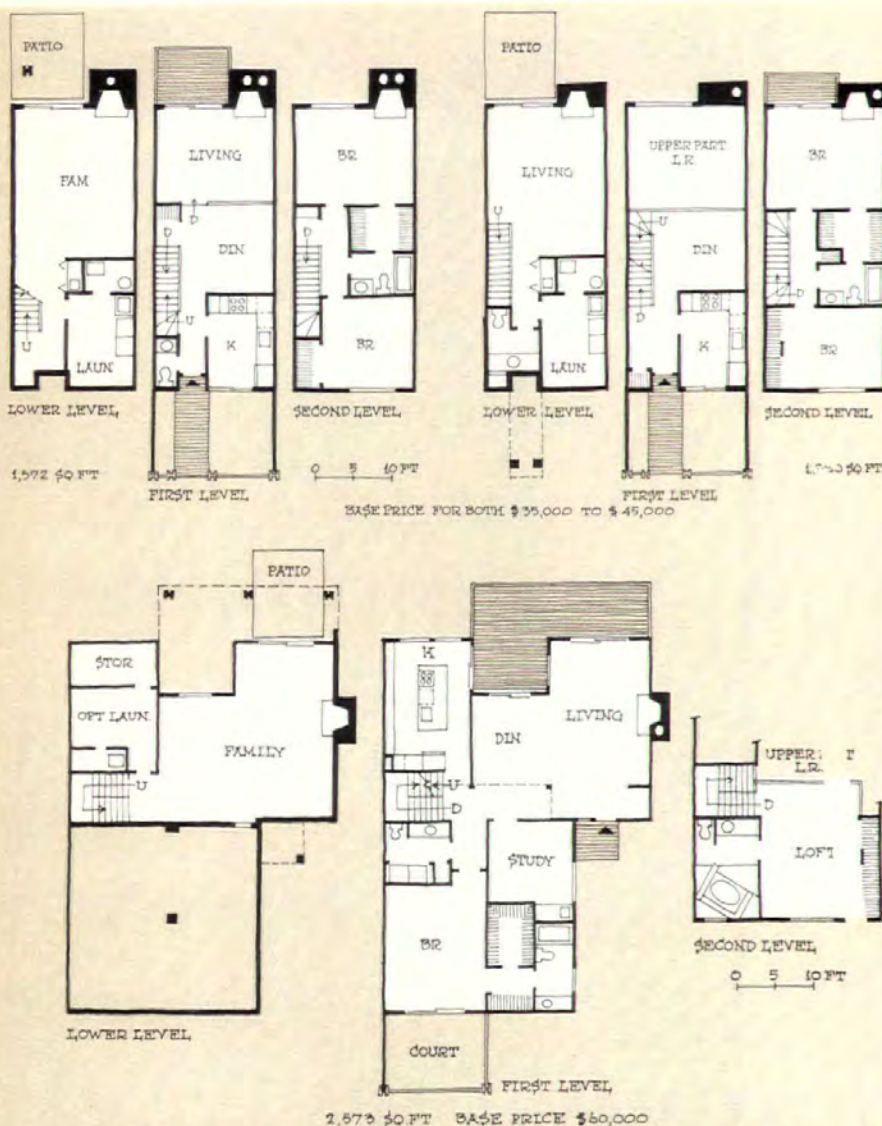 PATIO
FAM
U
LAUN
LOWER LEVEL
1,572 SQ FT
LIVING
D
D
DIN
U
K
FIRST LEVEL
BR
D
BR
SECOND LEVEL
0 5 10 FT
PATIO
LIVING
U
LAUN
LOWER LEVEL
UPPER PART
L.R.
U
DIN
D
K
FIRST LEVEL
BR
D
BR
SECOND LEVEL
SQ FT
BASE PRICE FOR BOTH $35,000 TO $45,000
PATIO
STOR
OPT LAUN.
FAMILY
U
LOWER LEVEL
K
LIVING
DIN
U
D
STUDY
BR
COURT
FIRST LEVEL
UPPER
L.R.
D
LOFT
SECOND LEVEL
0 5 10 FT
2,573 SQ.FT BASE PRICE $60,000